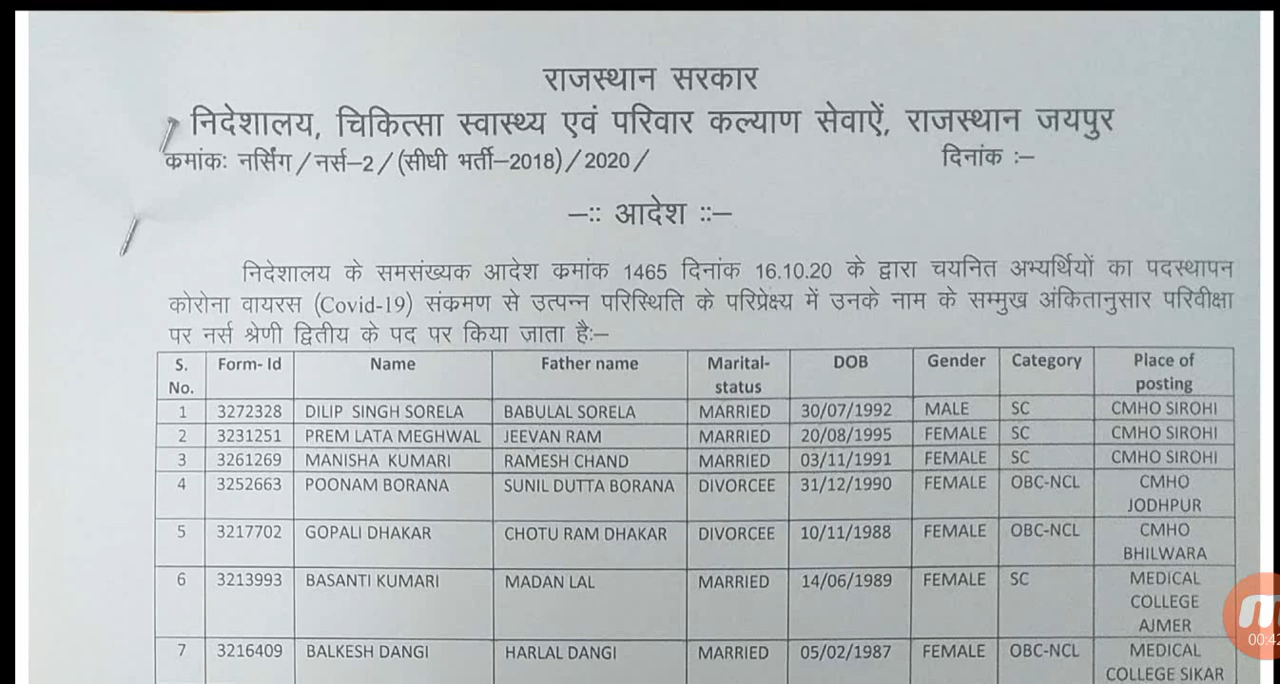 राजस्थान सरकार
निदेशालय, चिकित्सा स्वास्थ्य एवं परिवार कल्याण सेवाऐं, राजस्थान जयपुर
कमांक: नर्सिंग / नर्स–2 / (सीधी भर्ती–2018) / 2020 / दिनांक :–
–:: आदेश ::–
निदेशालय के समसंख्यक आदेश कमांक 1465 दिनांक 16.10.20 के द्वारा चयनित अभ्यर्थियों का पदस्थापन
कोरोना वायरस (Covid-19) संकमण से उत्पन्न परिस्थिति के परिप्रेक्ष्य में उनके नाम के सम्मुख अंकितानुसार परिवीक्षा
पर नर्स श्रेणी द्वितीय के पद पर किया ज़ाता है:–
S. No. Form- Id Name Father name Marital-status DOB Gender Category Place of posting
1 3272328 DILIP SINGH SORELA BABULAL SORELA MARRIED 30/07/1992 MALE SC CMHO SIROHI
2 3231251 PREM LATA MEGHWAL JEEVAN RAM MARRIED 20/08/1995 FEMALE SC CMHO SIROHI
3 3261269 MANISHA KUMARI RAMESH CHAND MARRIED 03/11/1991 FEMALE SC CMHO SIROHI
4 3252663 POONAM BORANA SUNIL DUTTA BORANA DIVORCEE 31/12/1990 FEMALE OBC-NCL CMHO JODHPUR
5 3217702 GOPALI DHAKAR CHOTU RAM DHAKAR DIVORCEE 10/11/1988 FEMALE OBC-NCL CMHO BHILWARA
6 3213993 BASANTI KUMARI MADAN LAL MARRIED 14/06/1989 FEMALE SC MEDICAL COLLEGE AJMER
7 3216409 BALKESH DANGI HARLAL DANGI MARRIED 05/02/1987 FEMALE OBC-NCL MEDICAL COLLEGE SIKAR